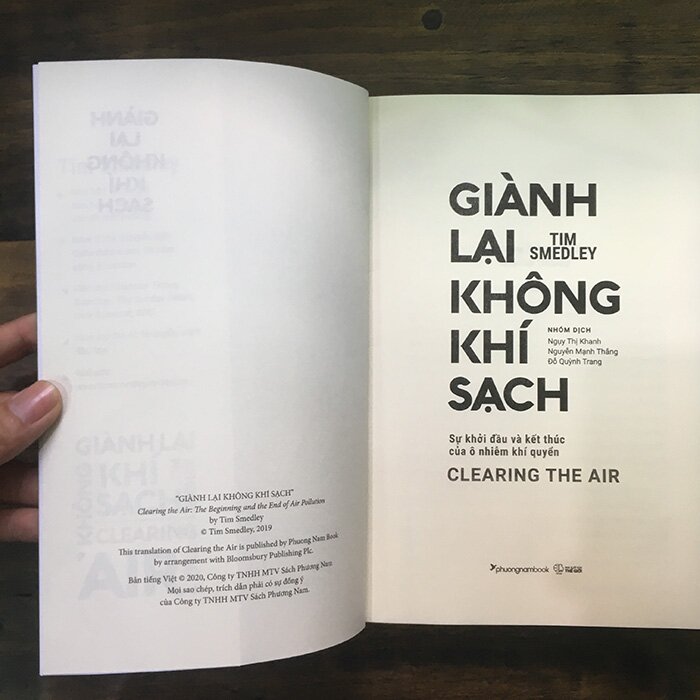 "GIÀNH LẠI KHÔNG KHÍ SẠCH"
Clearing the Air: The Beginning and the End of Air Pollution
by Tim Smedley
© Tim Smedley, 2019
This translation of Clearing the Air is published by Phuong Nam Book
by arrangement with Bloomsbury Publishing Plc.
Bản tiếng Việt © 2020, Công ty TNHH MTV Sách Phương Nam.
Mọi sao chép, trích dẫn phải có sự đồng ý
của Công ty TNHH MTV Sách Phương Nam.
GIÀNH
LẠI
TIM
SMEDLEY
KHÔNG
KHÍ
NHÓM DỊCH
Ngụy Thị Khanh
Nguyễn Mạnh Thắng
Đỗ Quỳnh Trang
SẠCH
Sự khởi đầu và kết thúc
của ô nhiễm khí quyển
CLEARING THE AIR
phuongnambook